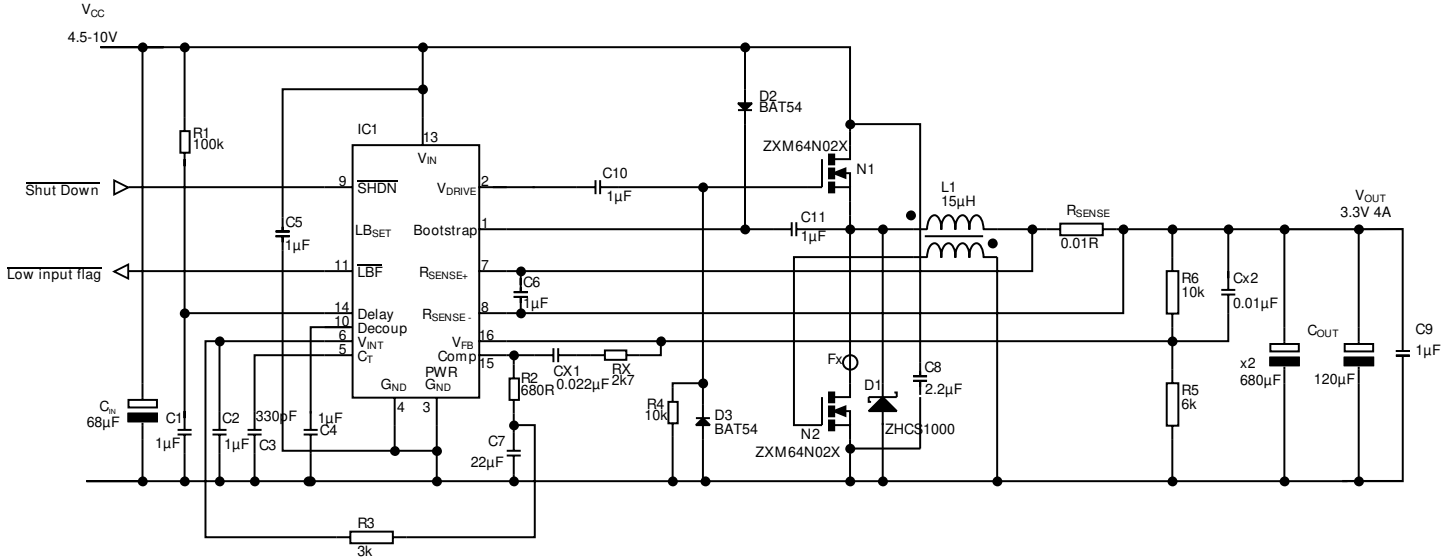 VCC
4.5-10V
R1
100k
IC1
13
VIN
D2
BAT54
ZXM64N02X
N1
Shut Down
9
SHDN
VDRIVE
2
C10
1µF
L1
15µH
RSENSE
0.01R
VOUT
3.3V 4A
C5
1µF
LBSET
Bootstrap
1
C11
1µF
Low input flag
11
LBF
RSENSE+
7
C6
1µF
R6
10k
Cx2
0.01µF
14
Delay
RSENSE -
8
10
Decoup
6
VINT
VFB
16
5
CT
Comp
15
PWR
GND
GND
4
3
CX1
0.022µF
RX
2k7
R2
680R
Fx
D1
C8
2.2µF
COUT
x2
680µF
120µF
C9
1µF
CIN
68µF
C1
1µF
C2
1µF
330pF
C3
1µF
C4
C7
22µF
R4
10k
D3
BAT54
N2
ZXM64N02X
ZHCS1000
R5
6k
R3
3k